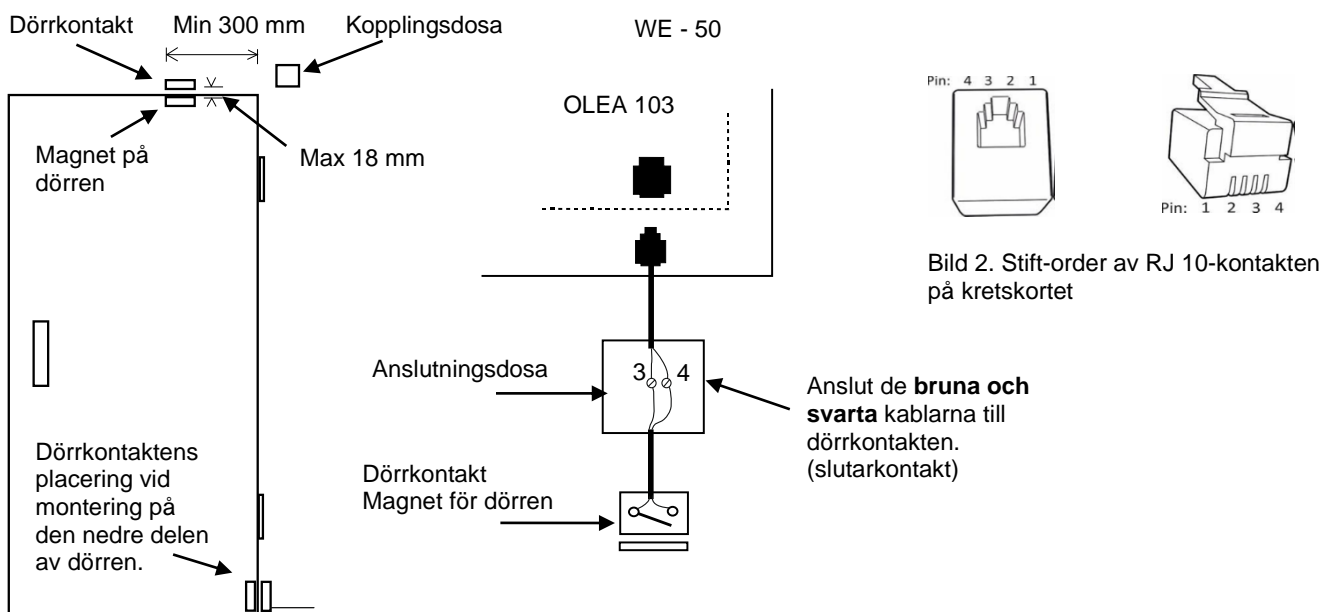 Dörrkontakt
Min 300 mm
Kopplingsdosa
Magnet på
dörren
Max 18 mm
Dörrkontaktens
placering vid
montering på
den nedre delen
av dörren.
WE - 50
OLEA 103
Anslutningsdosa
3 4
Anslut de bruna och
svarta kablarna till
dörrkontakten.
(slutarkontakt)
Dörrkontakt
Magnet för dörren
Pin: 4 3 2 1
Pin: 1 2 3 4
Bild 2. Stift-order av RJ 10-kontakten
på kretskortet